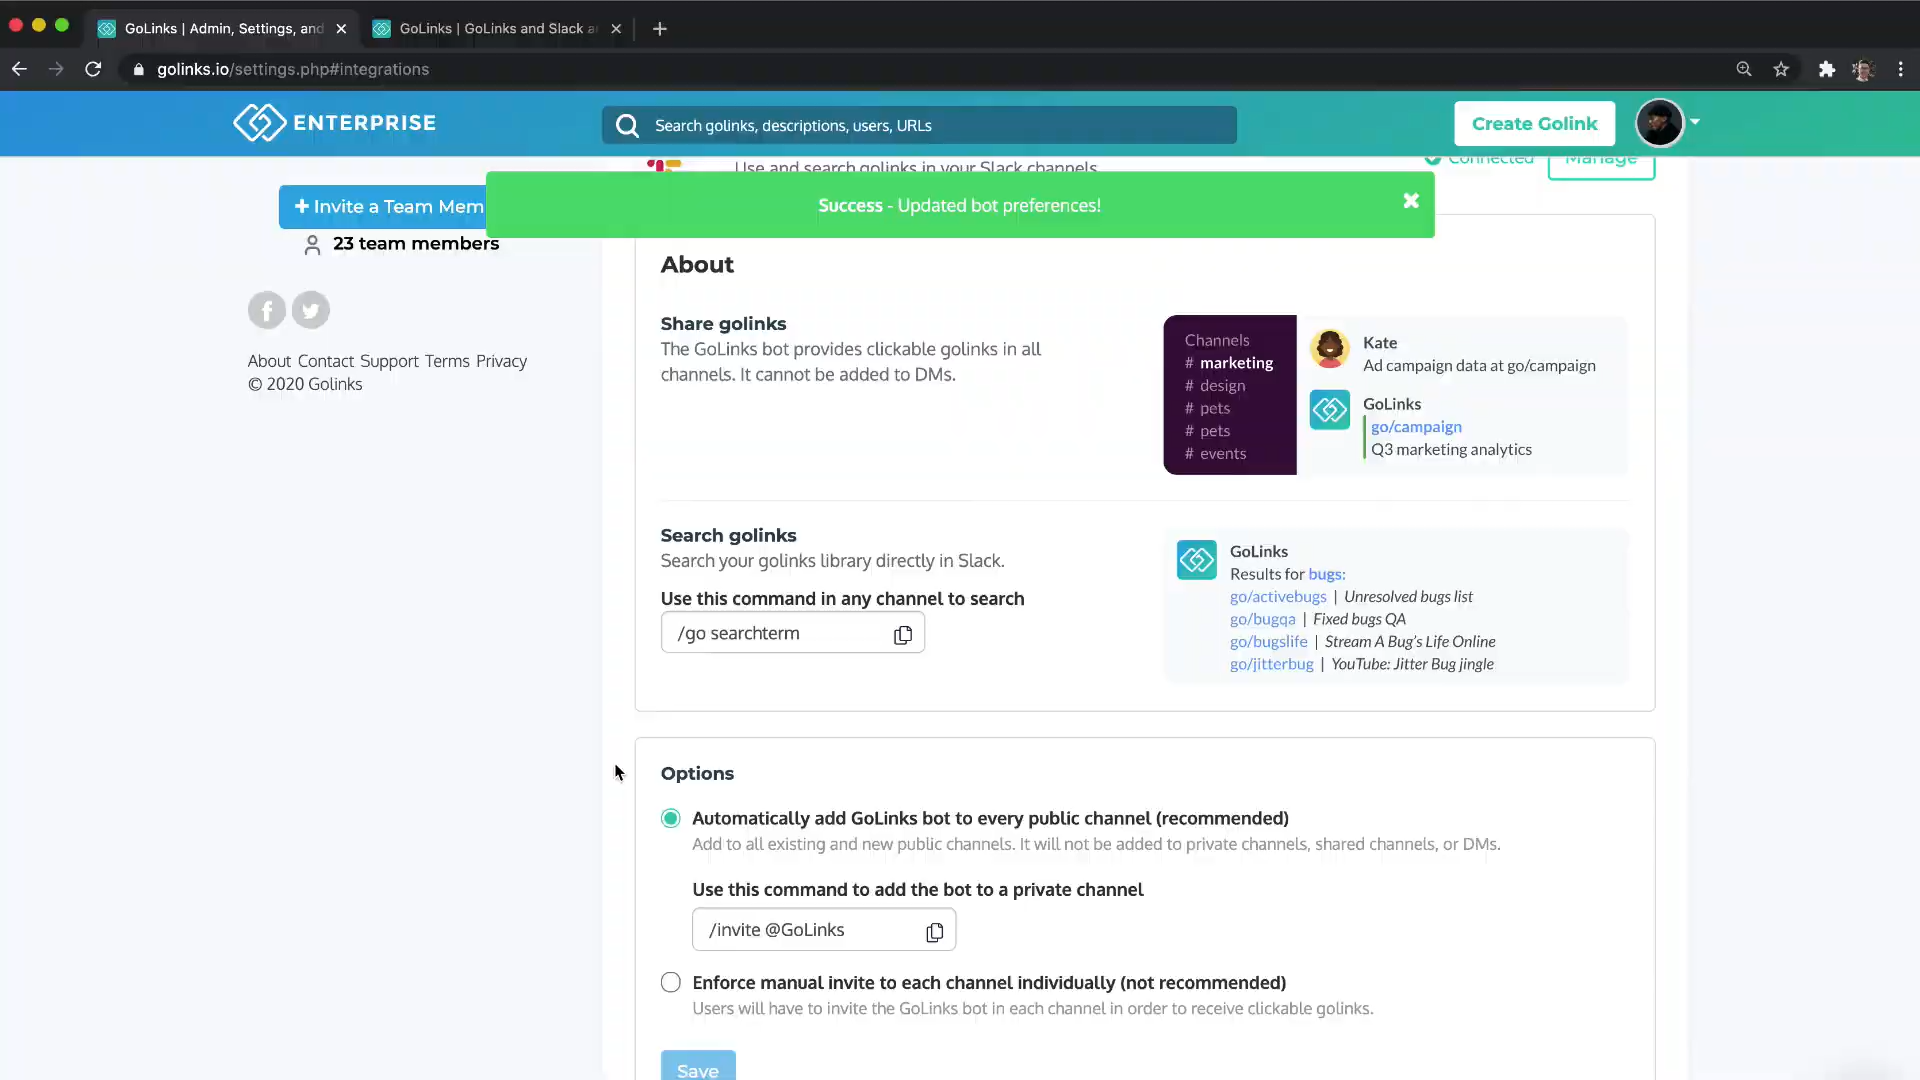 GoLinks | Admin, Settings, and
GoLinks | GoLinks and Slack a
golinks.io/settings.php#integrations
ENTERPRISE
Search golinks, descriptions, users, URLs
Create Golink
Use and search golinks in your Slack channels
Connected
Manage
+ Invite a Team Mem
Success - Updated bot preferences!
23 team members
About Contact Support Terms Privacy
© 2020 Golinks
About
Share golinks
The GoLinks bot provides clickable golinks in all
channels. It cannot be added to DMs.
Channels
# marketing
# design
# pets
# pets
# events
Kate
Ad campaign data at go/campaign
GoLinks
go/campaign
Q3 marketing analytics
Search golinks
Search your golinks library directly in Slack.
Use this command in any channel to search
/go searchterm
GoLinks
Results for bugs:
go/activebugs | Unresolved bugs list
go/bugqa | Fixed bugs QA
go/bugslife | Stream A Bug's Life Online
go/jitterbug | YouTube: Jitter Bug jingle
Options
Automatically add GoLinks bot to every public channel (recommended)
Add to all existing and new public channels. It will not be added to private channels, shared channels, or DMs.
Use this command to add the bot to a private channel
/invite @GoLinks
Enforce manual invite to each channel individually (not recommended)
Users will have to invite the GoLinks bot in each channel in order to receive clickable golinks.
Save